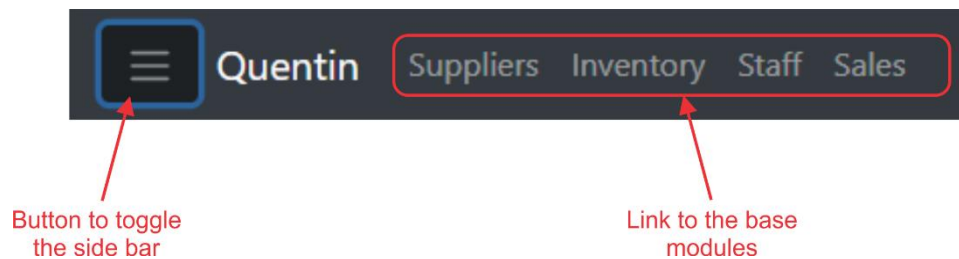 Quentin Suppliers Inventory Staff Sales
Button to toggle
the side bar
Link to the base
modules